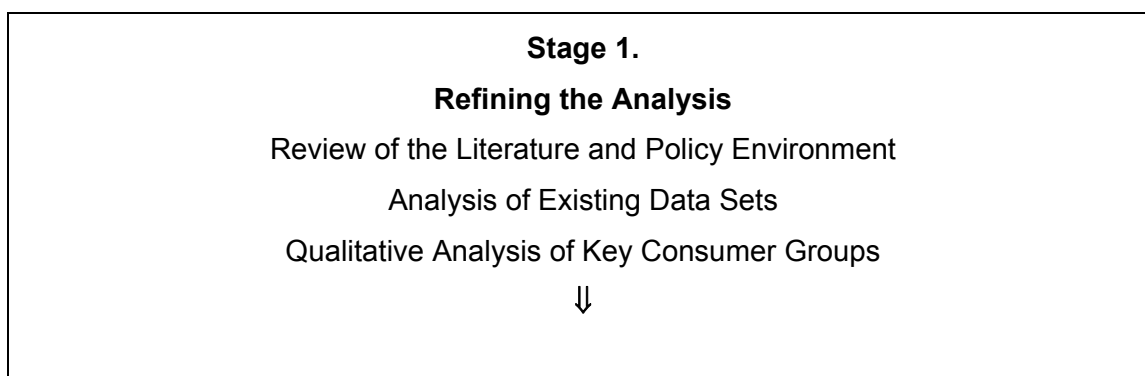 Stage 1.
Refining the Analysis
Review of the Literature and Policy Environment
Analysis of Existing Data Sets
Qualitative Analysis of Key Consumer Groups
⇓